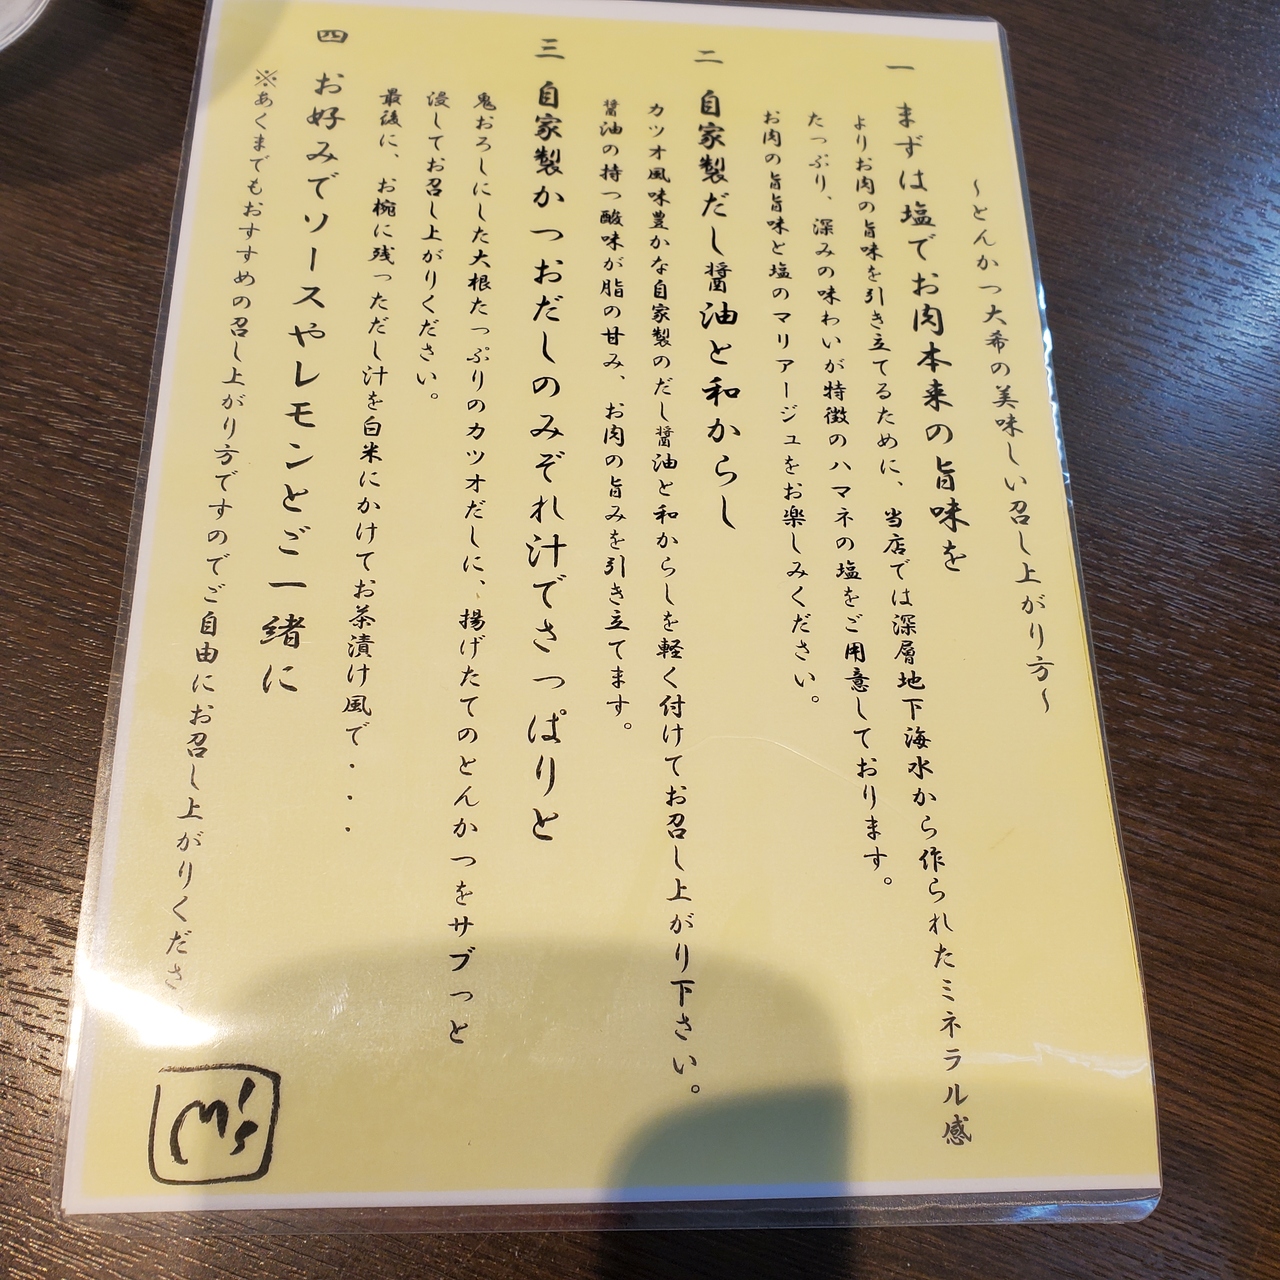 ～とんかつ大希の美味しい召し上がり方～
一 まずは塩でお肉本来の旨味を
よりお肉の旨味を引き立てるために、当店では深層地下海水から作られたミネラル感
たっぷり、深みの味わいが特徴のハマネの塩をご用意しております。
お肉の旨旨味と塩のマリアージュをお楽しみください。
二 自家製だし醤油と和からし
カツオ風味豊かな自家製のだし醤油と和からしを軽く付けてお召し上がり下さい。
醤油の持つ酸味が脂の甘み、お肉の旨みを引き立てます。
三 自家製かつおだしのみぞれ汁でさっぱりと
鬼おろしにした大根たっぷりのカツオだしに、揚げたてのとんかつをサブっと
浸してお召し上がりください。
最後に、お椀に残っただし汁を白米にかけてお茶漬け風で・・・
四 お好みでソースやレモンとご一緒に
※あくまでもおすすめの召し上がり方ですのでご自由にお召し上がりくださ
M's